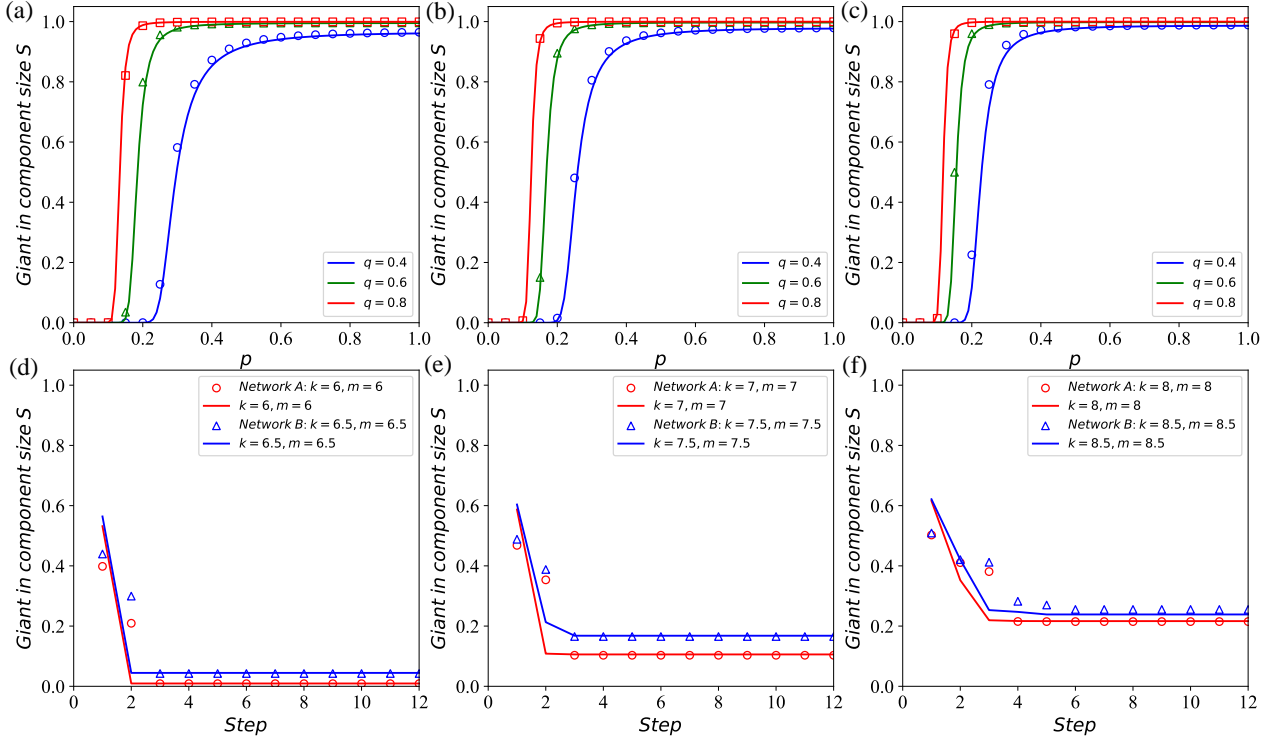 (a)
Giant in component size S
1.0
0.8
0.6
0.4
0.2
0.0
q = 0.4
q = 0.6
q = 0.8
0.0 0.2 0.4 0.6 0.8 1.0
p
(b)
Giant in component size S
1.0
0.8
0.6
0.4
0.2
0.0
q = 0.4
q = 0.6
q = 0.8
0.0 0.2 0.4 0.6 0.8 1.0
p
(c)
Giant in component size S
1.0
0.8
0.6
0.4
0.2
0.0
q = 0.4
q = 0.6
q = 0.8
0.0 0.2 0.4 0.6 0.8 1.0
p
(d)
Giant in component size S
1.0
0.8
0.6
0.4
0.2
0.0
Network A: k = 6, m = 6
k = 6, m = 6
Network B: k = 6.5, m = 6.5
k = 6.5, m = 6.5
0 2 4 6 8 10 12
Step
(e)
Giant in component size S
1.0
0.8
0.6
0.4
0.2
0.0
Network A: k = 7, m = 7
k = 7, m = 7
Network B: k = 7.5, m = 7.5
k = 7.5, m = 7.5
0 2 4 6 8 10 12
Step
(f)
Giant in component size S
1.0
0.8
0.6
0.4
0.2
0.0
Network A: k = 8, m = 8
k = 8, m = 8
Network B: k = 8.5, m = 8.5
k = 8.5, m = 8.5
0 2 4 6 8 10 12
Step